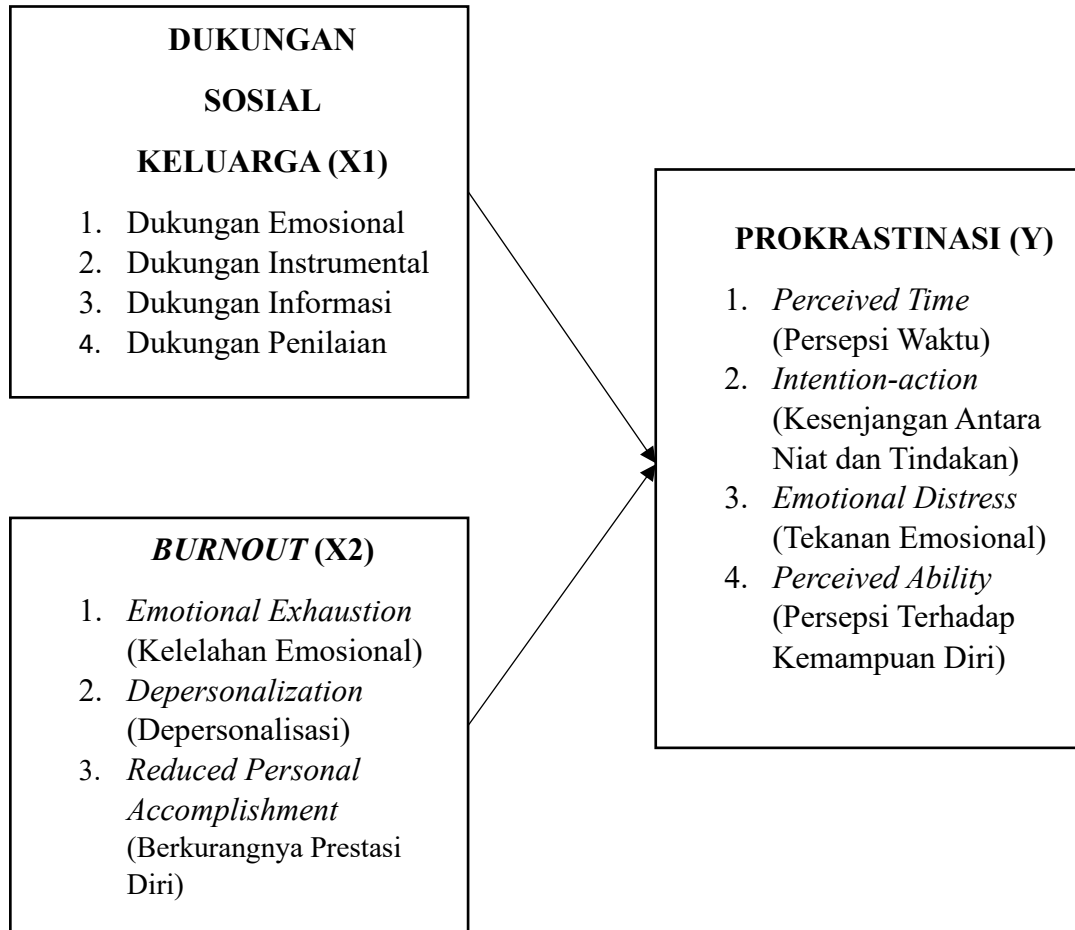 DUKUNGAN
SOSIAL
KELUARGA (X1)
1. Dukungan Emosional
2. Dukungan Instrumental
3. Dukungan Informasi
4. Dukungan Penilaian
BURNOUT (X2)
1. Emotional Exhaustion
(Kelelahan Emosional)
2. Depersonalization
(Depersonalisasi)
3. Reduced Personal
Accomplishment
(Berkurangnya Prestasi
Diri)
PROKRASTINASI (Y)
1. Perceived Time
(Persepsi Waktu)
2. Intention-action
(Kesenjangan Antara
Niat dan Tindakan)
3. Emotional Distress
(Tekanan Emosional)
4. Perceived Ability
(Persepsi Terhadap
Kemampuan Diri)